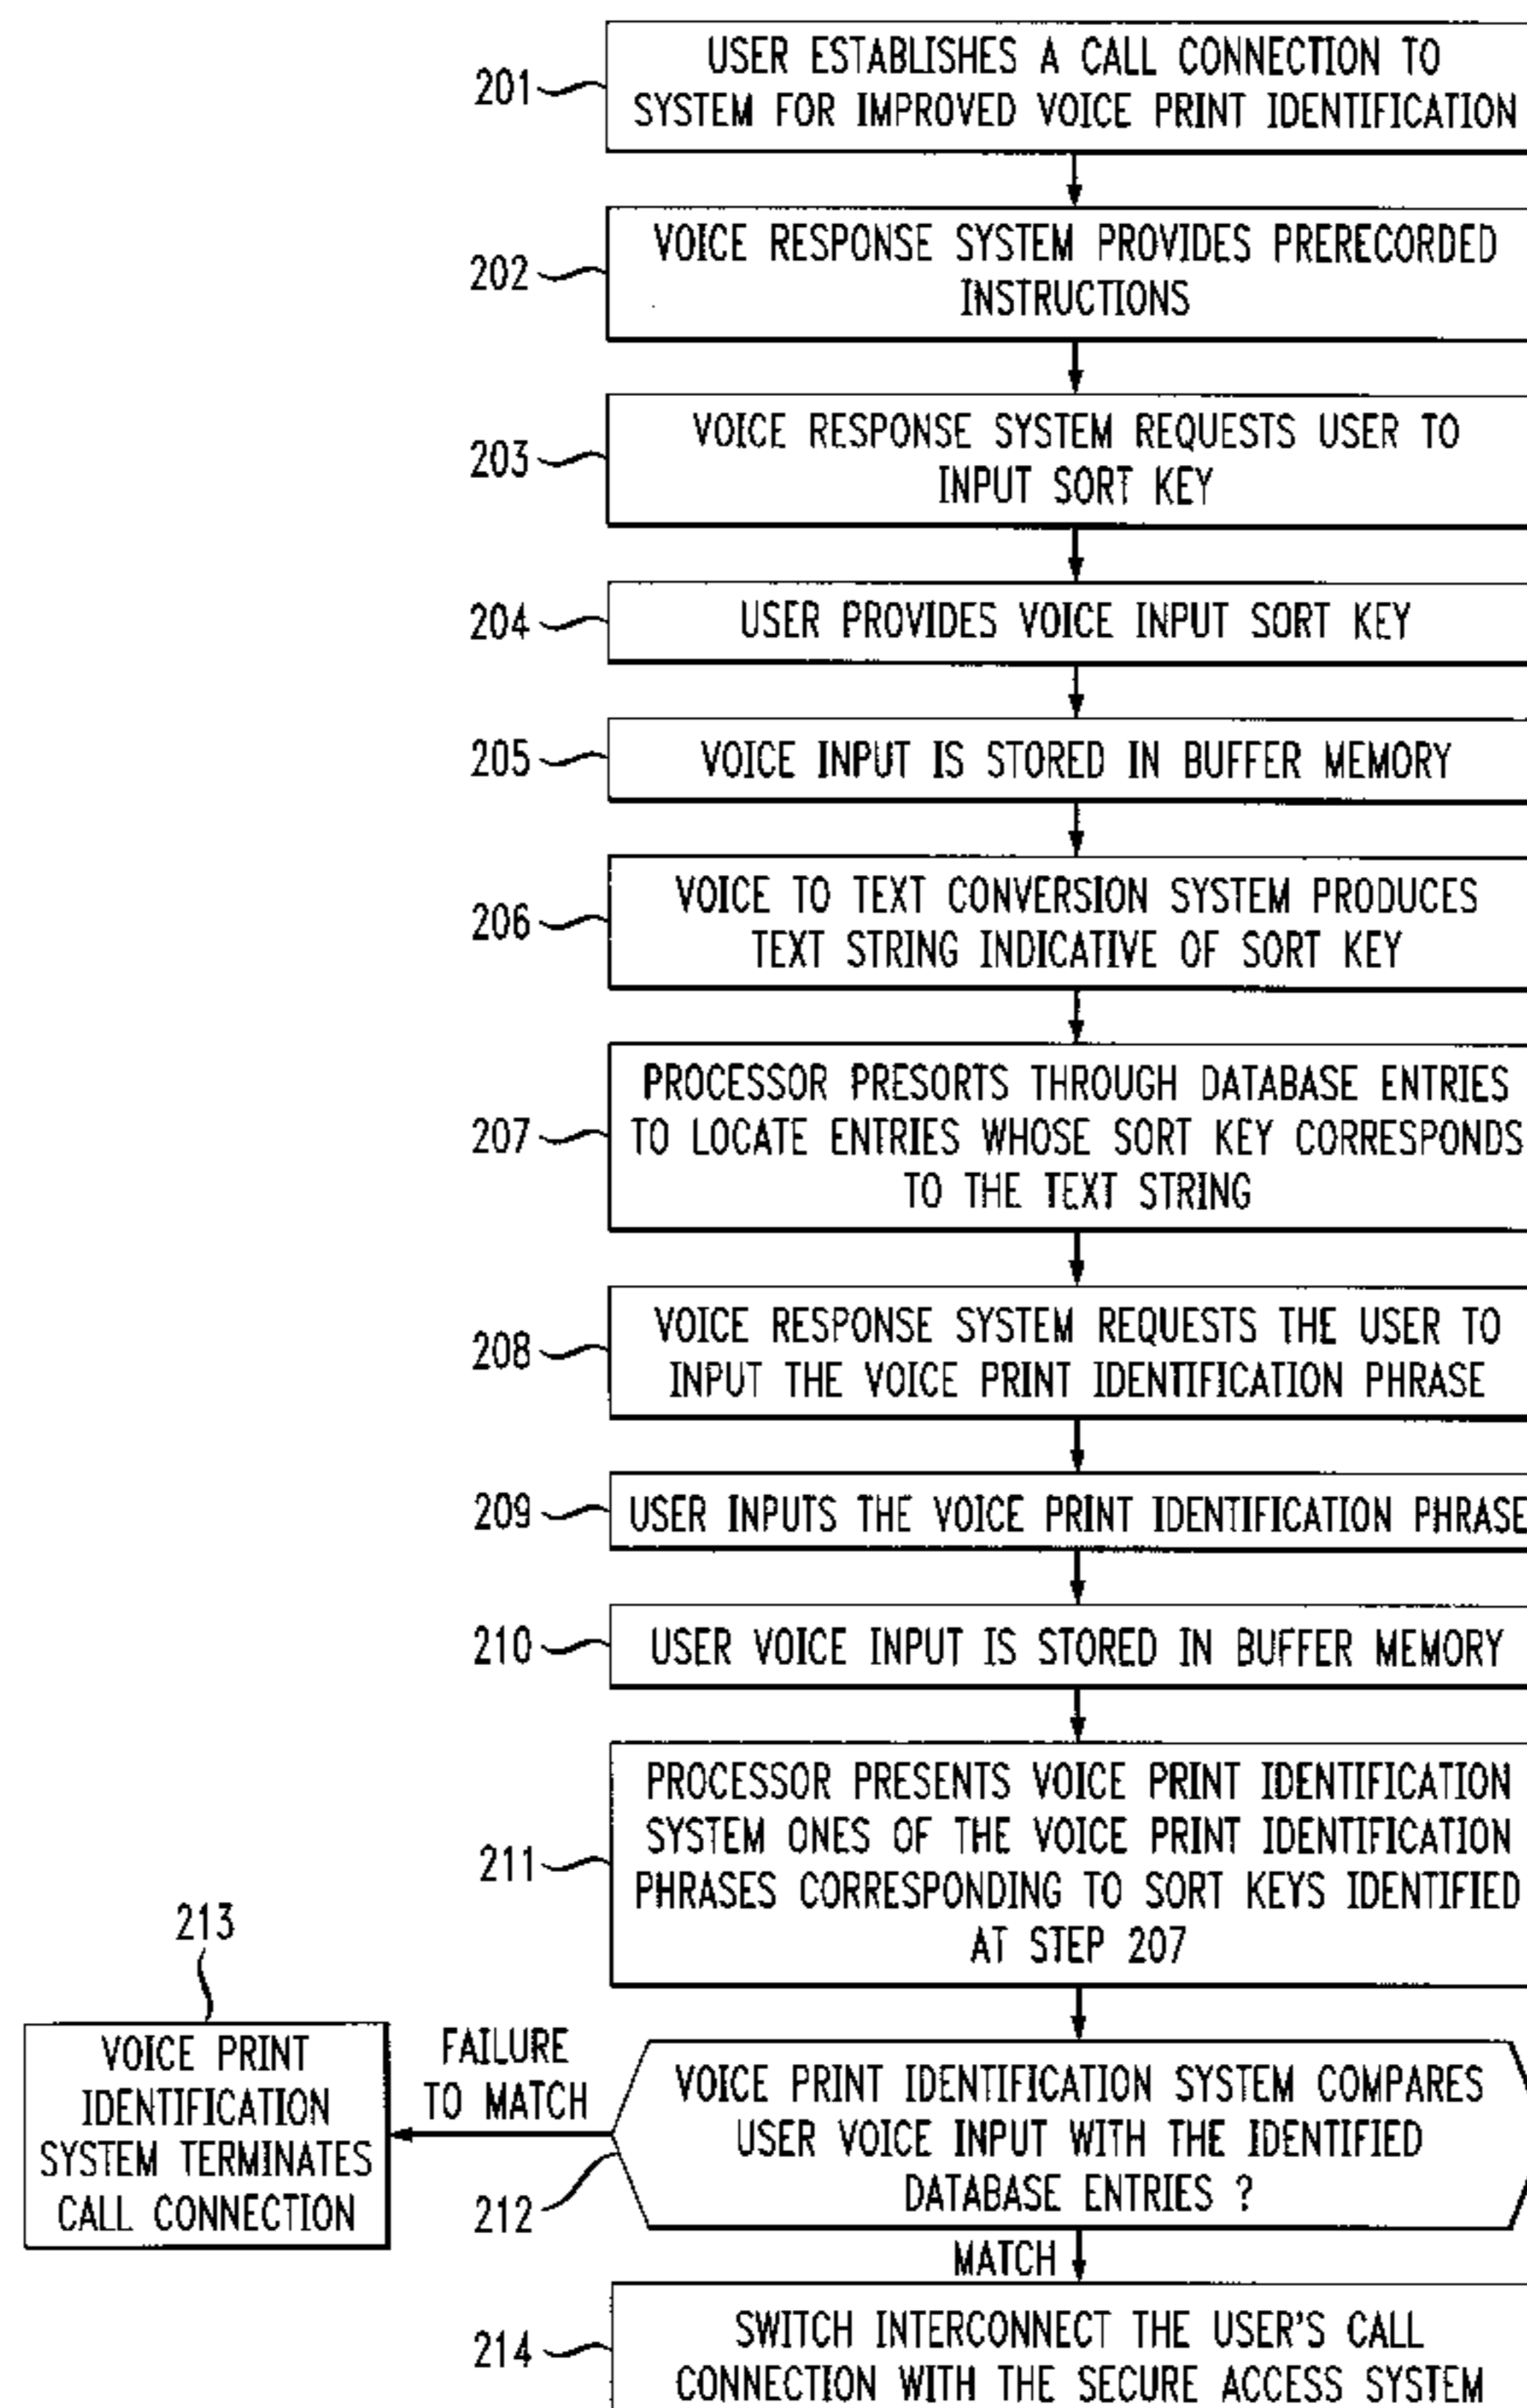 201
USER ESTABLISHES A CALL CONNECTION TO
SYSTEM FOR IMPROVED VOICE PRINT IDENTIFICATION
202
VOICE RESPONSE SYSTEM PROVIDES PRERECORDED
INSTRUCTIONS
203
VOICE RESPONSE SYSTEM REQUESTS USER TO
INPUT SORT KEY
204
USER PROVIDES VOICE INPUT SORT KEY
205
VOICE INPUT IS STORED IN BUFFER MEMORY
206
VOICE TO TEXT CONVERSION SYSTEM PRODUCES
TEXT STRING INDICATIVE OF SORT KEY
207
PROCESSOR PRESORTS THROUGH DATABASE ENTRIES
TO LOCATE ENTRIES WHOSE SORT KEY CORRESPONDS
TO THE TEXT STRING
208
VOICE RESPONSE SYSTEM REQUESTS THE USER TO
INPUT THE VOICE PRINT IDENTIFICATION PHRASE
209
USER INPUTS THE VOICE PRINT IDENTIFICATION PHRASE
210
USER VOICE INPUT IS STORED IN BUFFER MEMORY
211
PROCESSOR PRESENTS VOICE PRINT IDENTIFICATION
SYSTEM ONES OF THE VOICE PRINT IDENTIFICATION
PHRASES CORRESPONDING TO SORT KEYS IDENTIFIED
AT STEP 207
212
VOICE PRINT IDENTIFICATION SYSTEM COMPARES
USER VOICE INPUT WITH THE IDENTIFIED
DATABASE ENTRIES ?
FAILURE
TO MATCH
213
VOICE PRINT
IDENTIFICATION
SYSTEM TERMINATES
CALL CONNECTION
MATCH
214
SWITCH INTERCONNECT THE USER'S CALL
CONNECTION WITH THE SECURE ACCESS SYSTEM